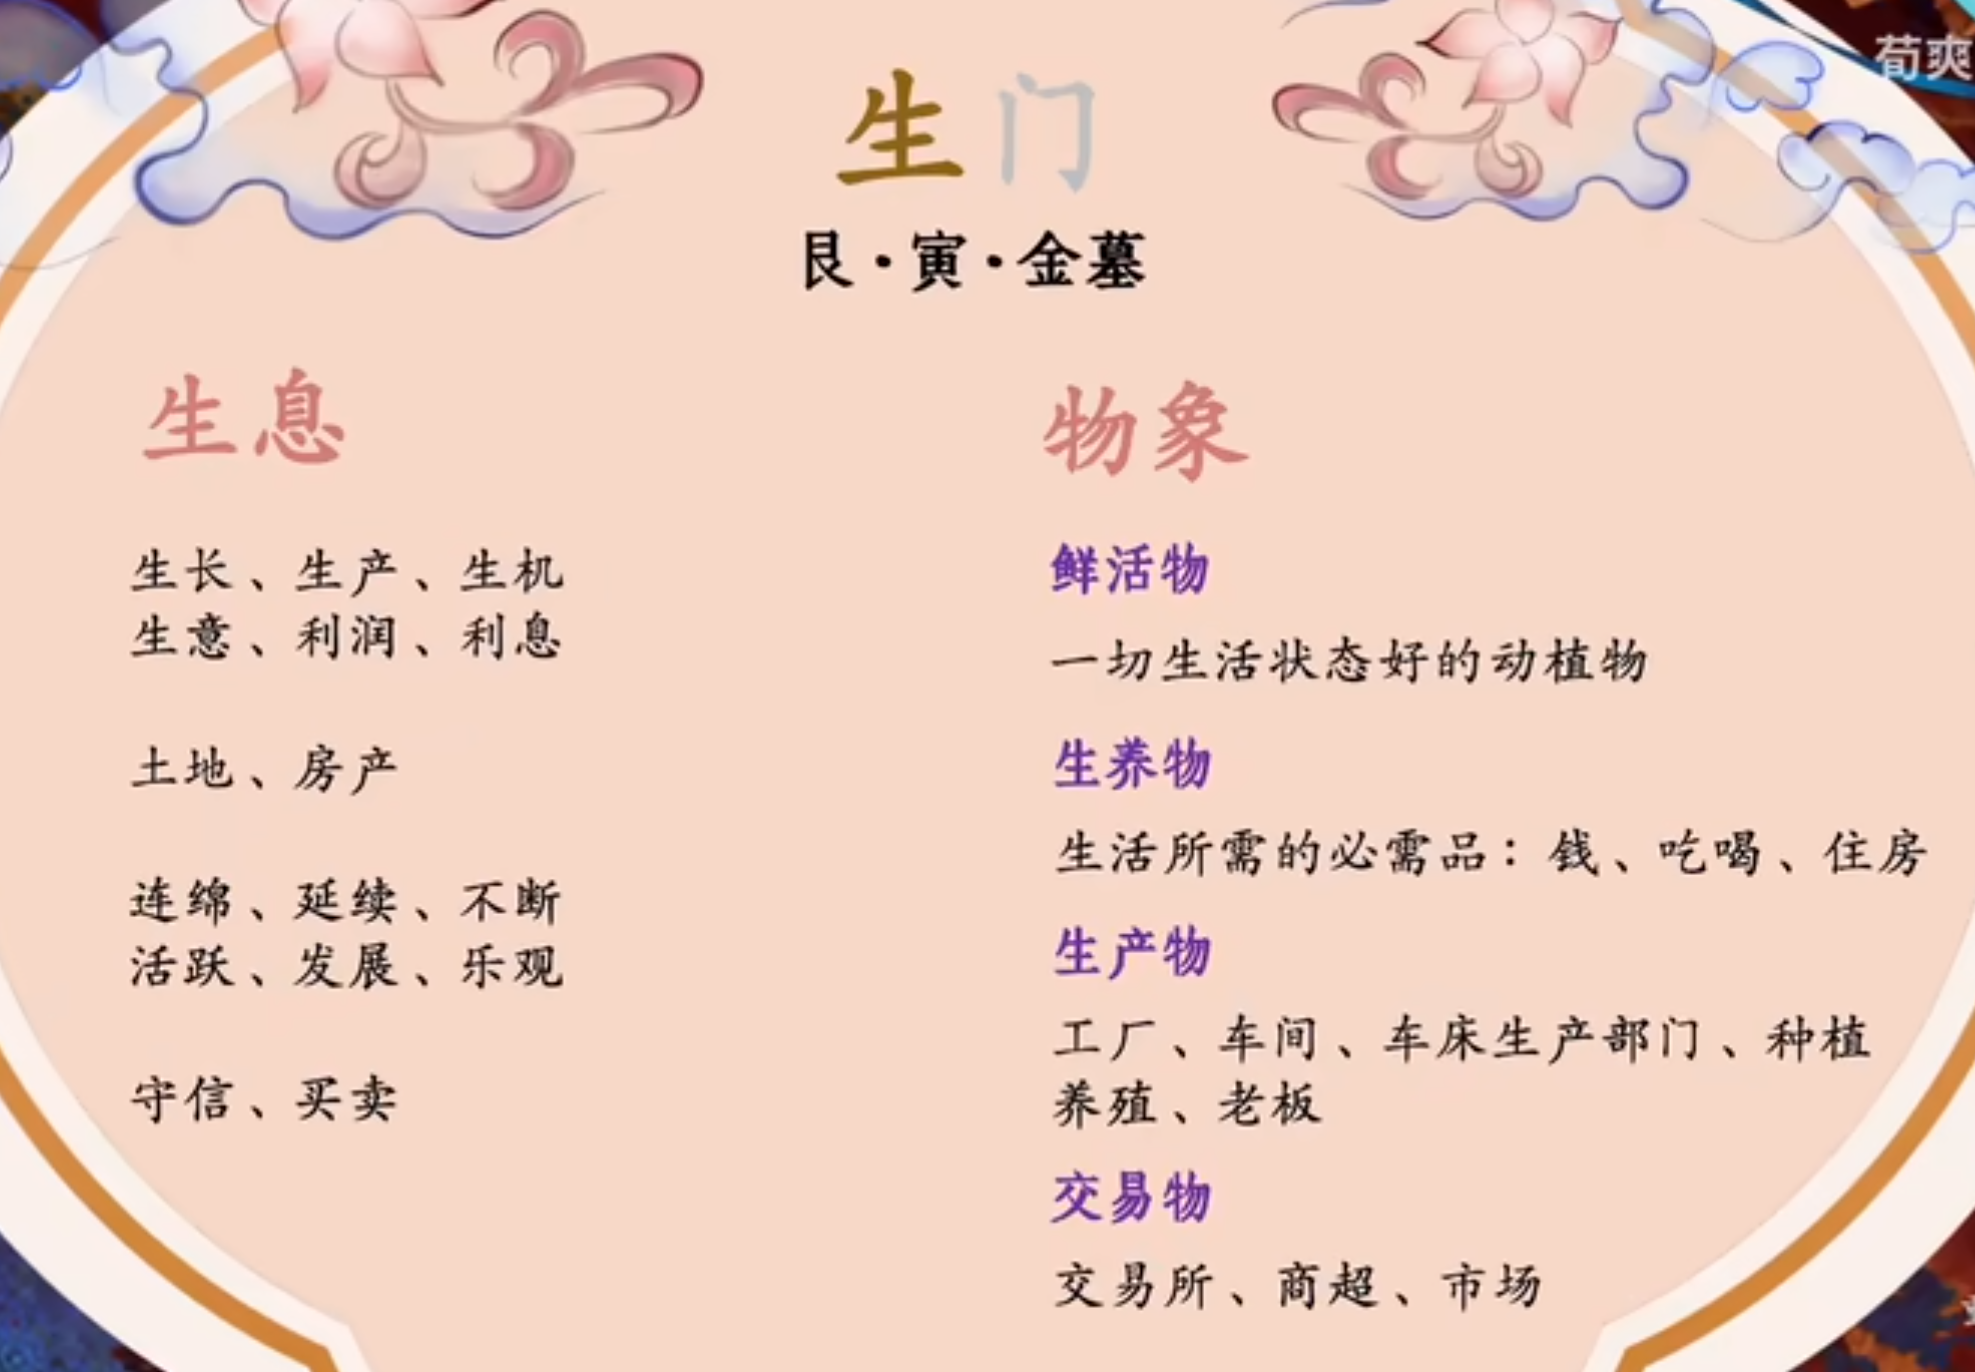 荀爽
生门
艮·寅·金墓
生息
生长、生产、生机
生意、利润、利息
土地、房产
连绵、延续、不断
活跃、发展、乐观
守信、买卖
物象
鲜活物
一切生活状态好的动植物
生养物
生活所需的必需品：钱、吃喝、住房
生产物
工厂、车间、车床生产部门、种植
养殖、老板
交易物
交易所、商超、市场